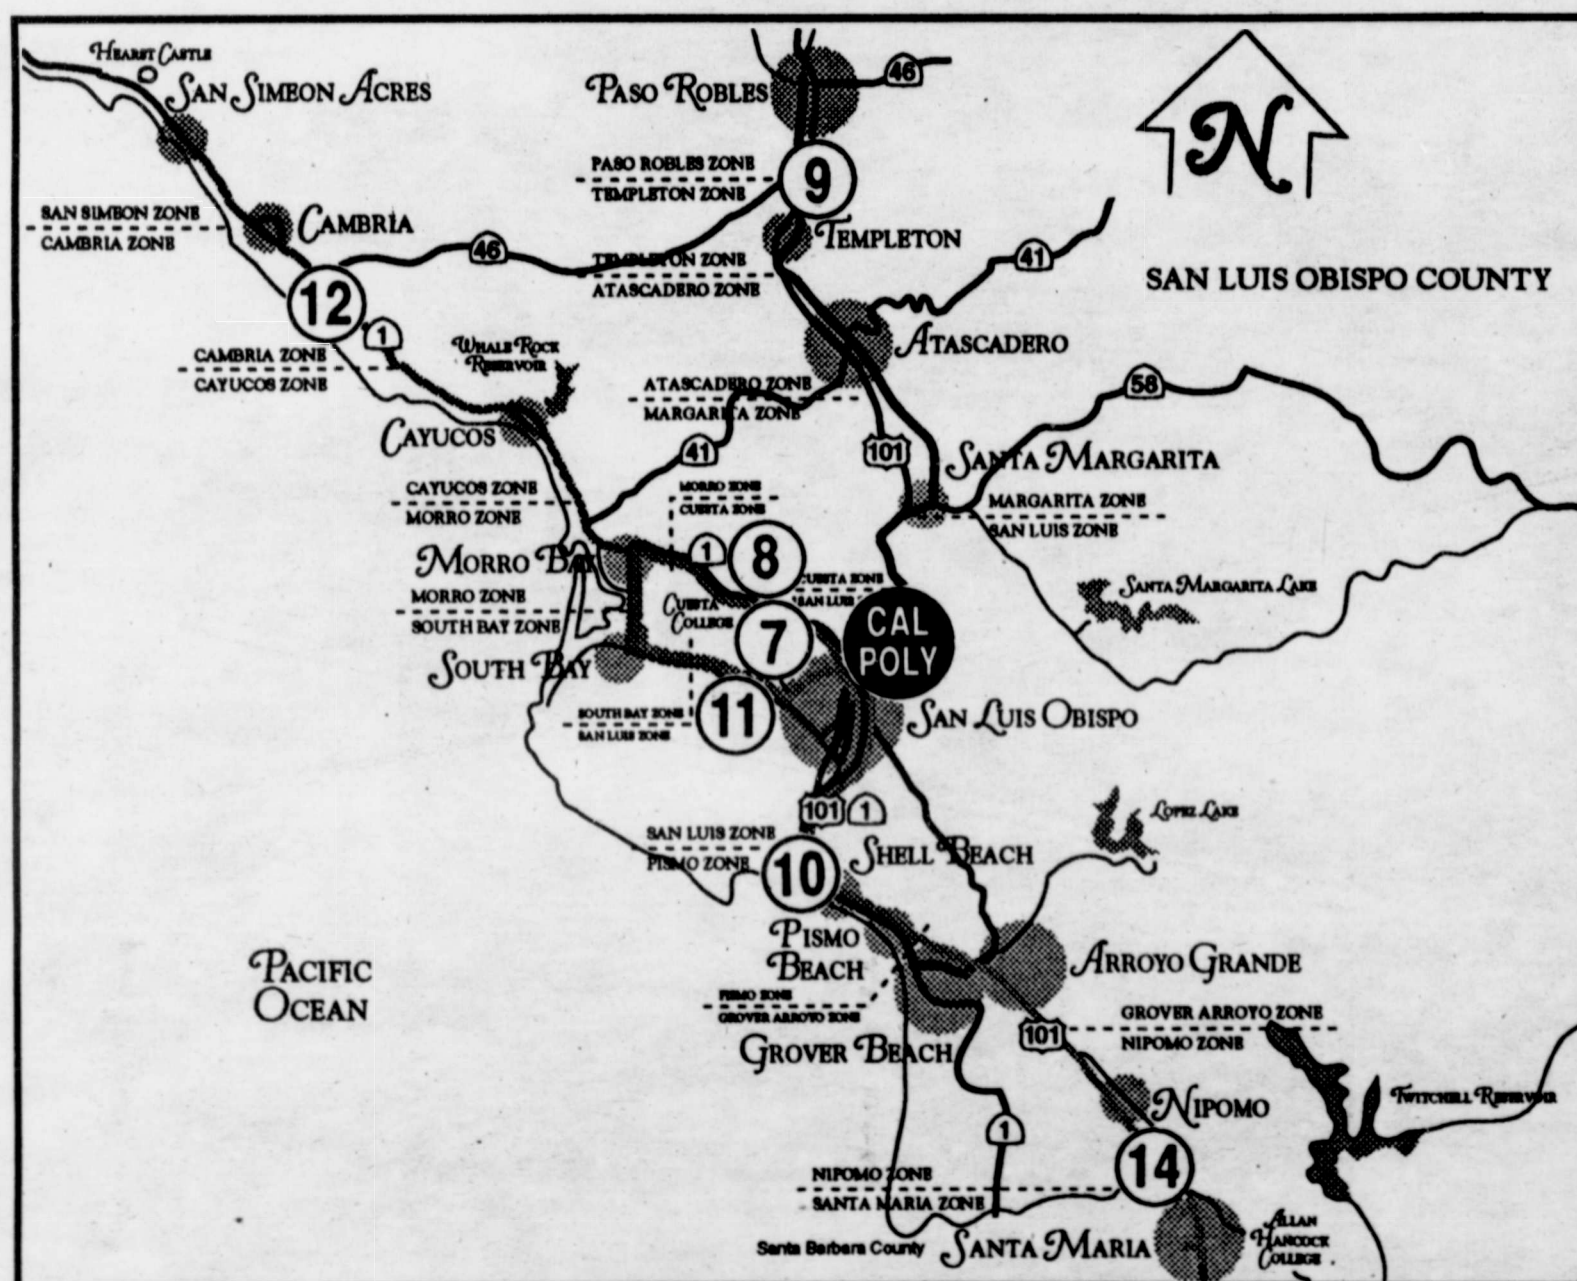 HEARST CASTLE
SAN SIMEON ACRES
PASO ROBLES
46
N
PASO ROBLES ZONE
TEMPLETON ZONE
9
SAN SIMEON ZONE
CAMBRIA ZONE
CAMBRIA
46
TEMPLETON
41
TEMPLETON ZONE
ATASCADERO ZONE
SAN LUIS OBISPO COUNTY
12
1
CAMBRIA ZONE
CAYUCOS ZONE
WHALE ROCK
RESERVOIR
ATASCADERO
ATASCADERO ZONE
MARGARITA ZONE
58
CAYUCOS
41
101
SANTA MARGARITA
CAYUCOS ZONE
MORRO ZONE
MORRO ZONE
CUESTA ZONE
MARGARITA ZONE
SAN LUIS ZONE
MORRO BAY
1
8
CUESTA ZONE
SAN LUIS
SANTA MARGARITA LAKE
MORRO ZONE
SOUTH BAY ZONE
CUESTA
COLLEGE
7
CAL
POLY
SOUTH BAY
SOUTH BAY ZONE
SAN LUIS ZONE
11
SAN LUIS OBISPO
101
1
LOPEZ LAKE
SAN LUIS ZONE
PISMO ZONE
10
SHELL BEACH
PISMO
BEACH
PACIFIC
OCEAN
ARROYO GRANDE
PISMO ZONE
GROVER ARROYO ZONE
GROVER ARROYO ZONE
NIPOMO ZONE
101
GROVER BEACH
NIPOMO
TWITCHELL RESERVOIR
1
14
NIPOMO ZONE
SANTA MARIA ZONE
Santa Barbara County
SANTA MARIA
ALLAN
HANCOCK
COLLEGE